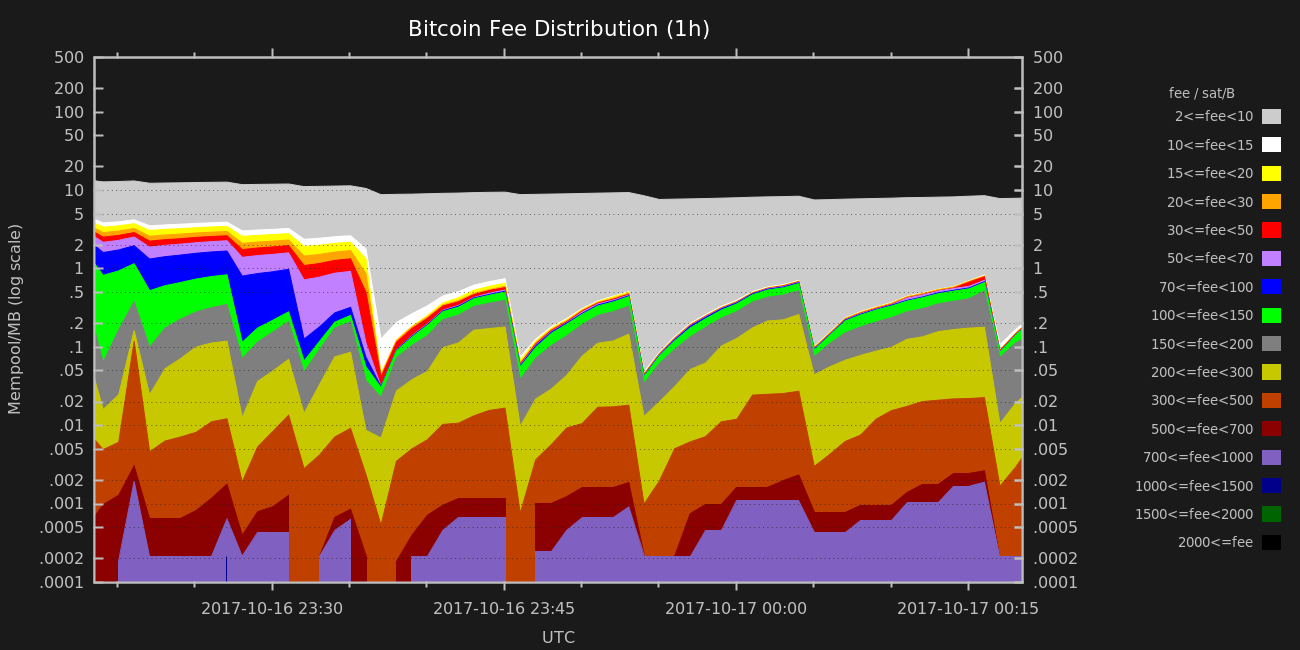 Bitcoin Fee Distribution (1h)
Mempool/MB (log scale)
500
200
100
50
20
10
5
2
1
.5
.2
.1
.05
.02
.01
.005
.002
.001
.0005
.0002
.0001
500
200
100
50
20
10
5
2
1
.5
.2
.1
.05
.02
.01
.005
.002
.001
.0005
.0002
.0001
2017-10-16 23:30 2017-10-16 23:45 2017-10-17 00:00 2017-10-17 00:15
UTC
fee / sat/B
2<=fee<10
10<=fee<15
15<=fee<20
20<=fee<30
30<=fee<50
50<=fee<70
70<=fee<100
100<=fee<150
150<=fee<200
200<=fee<300
300<=fee<500
500<=fee<700
700<=fee<1000
1000<=fee<1500
1500<=fee<2000
2000<=fee